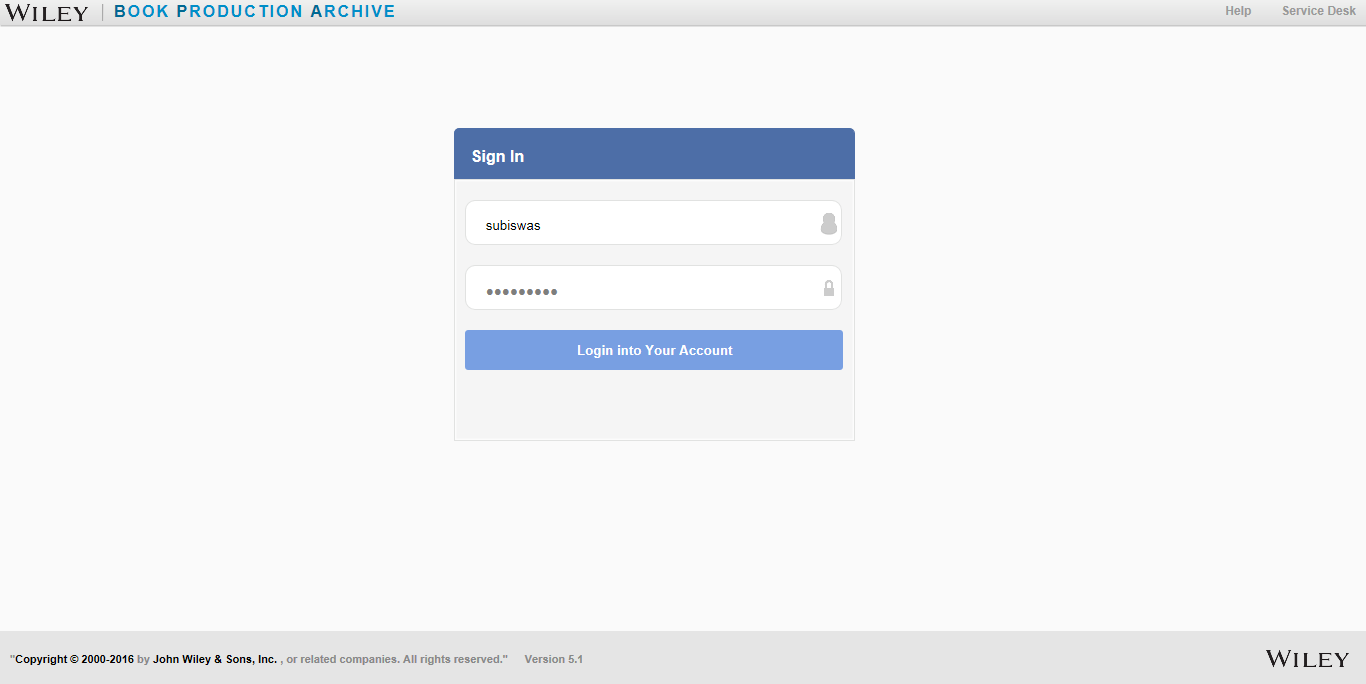 WILEY | BOOK PRODUCTION ARCHIVE Help Service Desk
Sign In
subiswas
•••••••••
Login into Your Account
"Copyright © 2000-2016 by John Wiley & Sons, Inc. , or related companies. All rights reserved." Version 5.1
WILEY